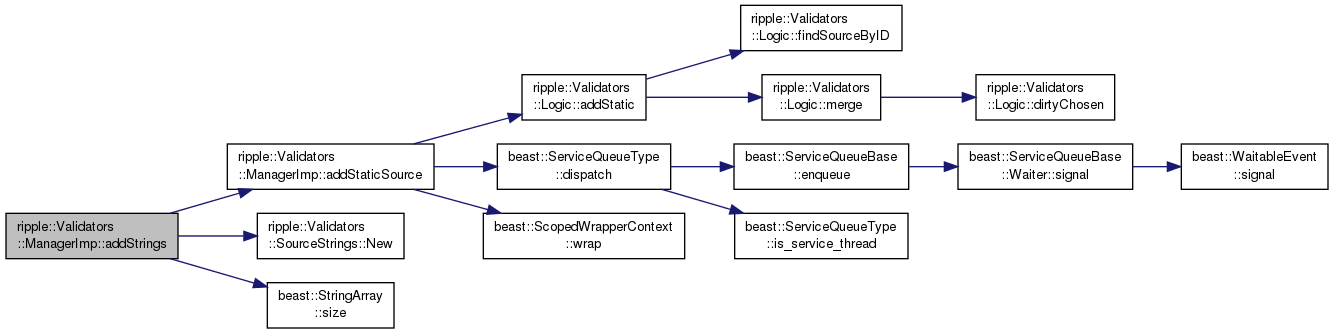 ripple::Validators
::Logic::findSourceByID
ripple::Validators
::Logic::addStatic
ripple::Validators
::Logic::merge
ripple::Validators
::Logic::dirtyChosen
ripple::Validators
::ManagerImp::addStaticSource
beast::ServiceQueueType
::dispatch
beast::ServiceQueueBase
::enqueue
beast::ServiceQueueBase
::Waiter::signal
beast::WaitableEvent
::signal
ripple::Validators
::ManagerImp::addStrings
ripple::Validators
::SourceStrings::New
beast::ScopedWrapperContext
::wrap
beast::ServiceQueueType
::is_service_thread
beast::StringArray
::size